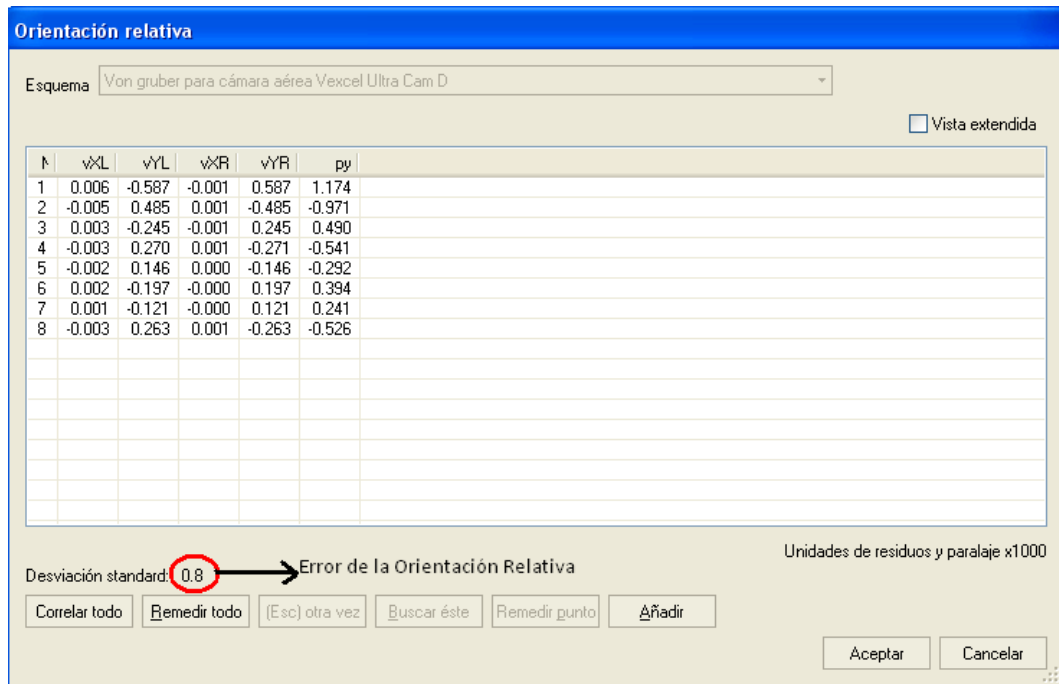 Orientación relativa
Esquema Von gruber para cámara aérea Vexcel Ultra Cam D
Vista extendida
N vXL vYL vXR vYR py
1 0.006 -0.587 -0.001 0.587 1.174
2 -0.005 0.485 0.001 -0.485 -0.971
3 0.003 -0.245 -0.001 0.245 0.490
4 -0.003 0.270 0.001 -0.271 -0.541
5 -0.002 0.146 0.000 -0.146 -0.292
6 0.002 -0.197 -0.000 0.197 0.394
7 0.001 -0.121 -0.000 0.121 0.241
8 -0.003 0.263 0.001 -0.263 -0.526
Unidades de residuos y paralaje x1000
Desviación standard: 0.8 Error de la Orientación Relativa
Correlar todo Remedir todo (Esc) otra vez Buscar éste Remedir punto Añadir
Aceptar Cancelar